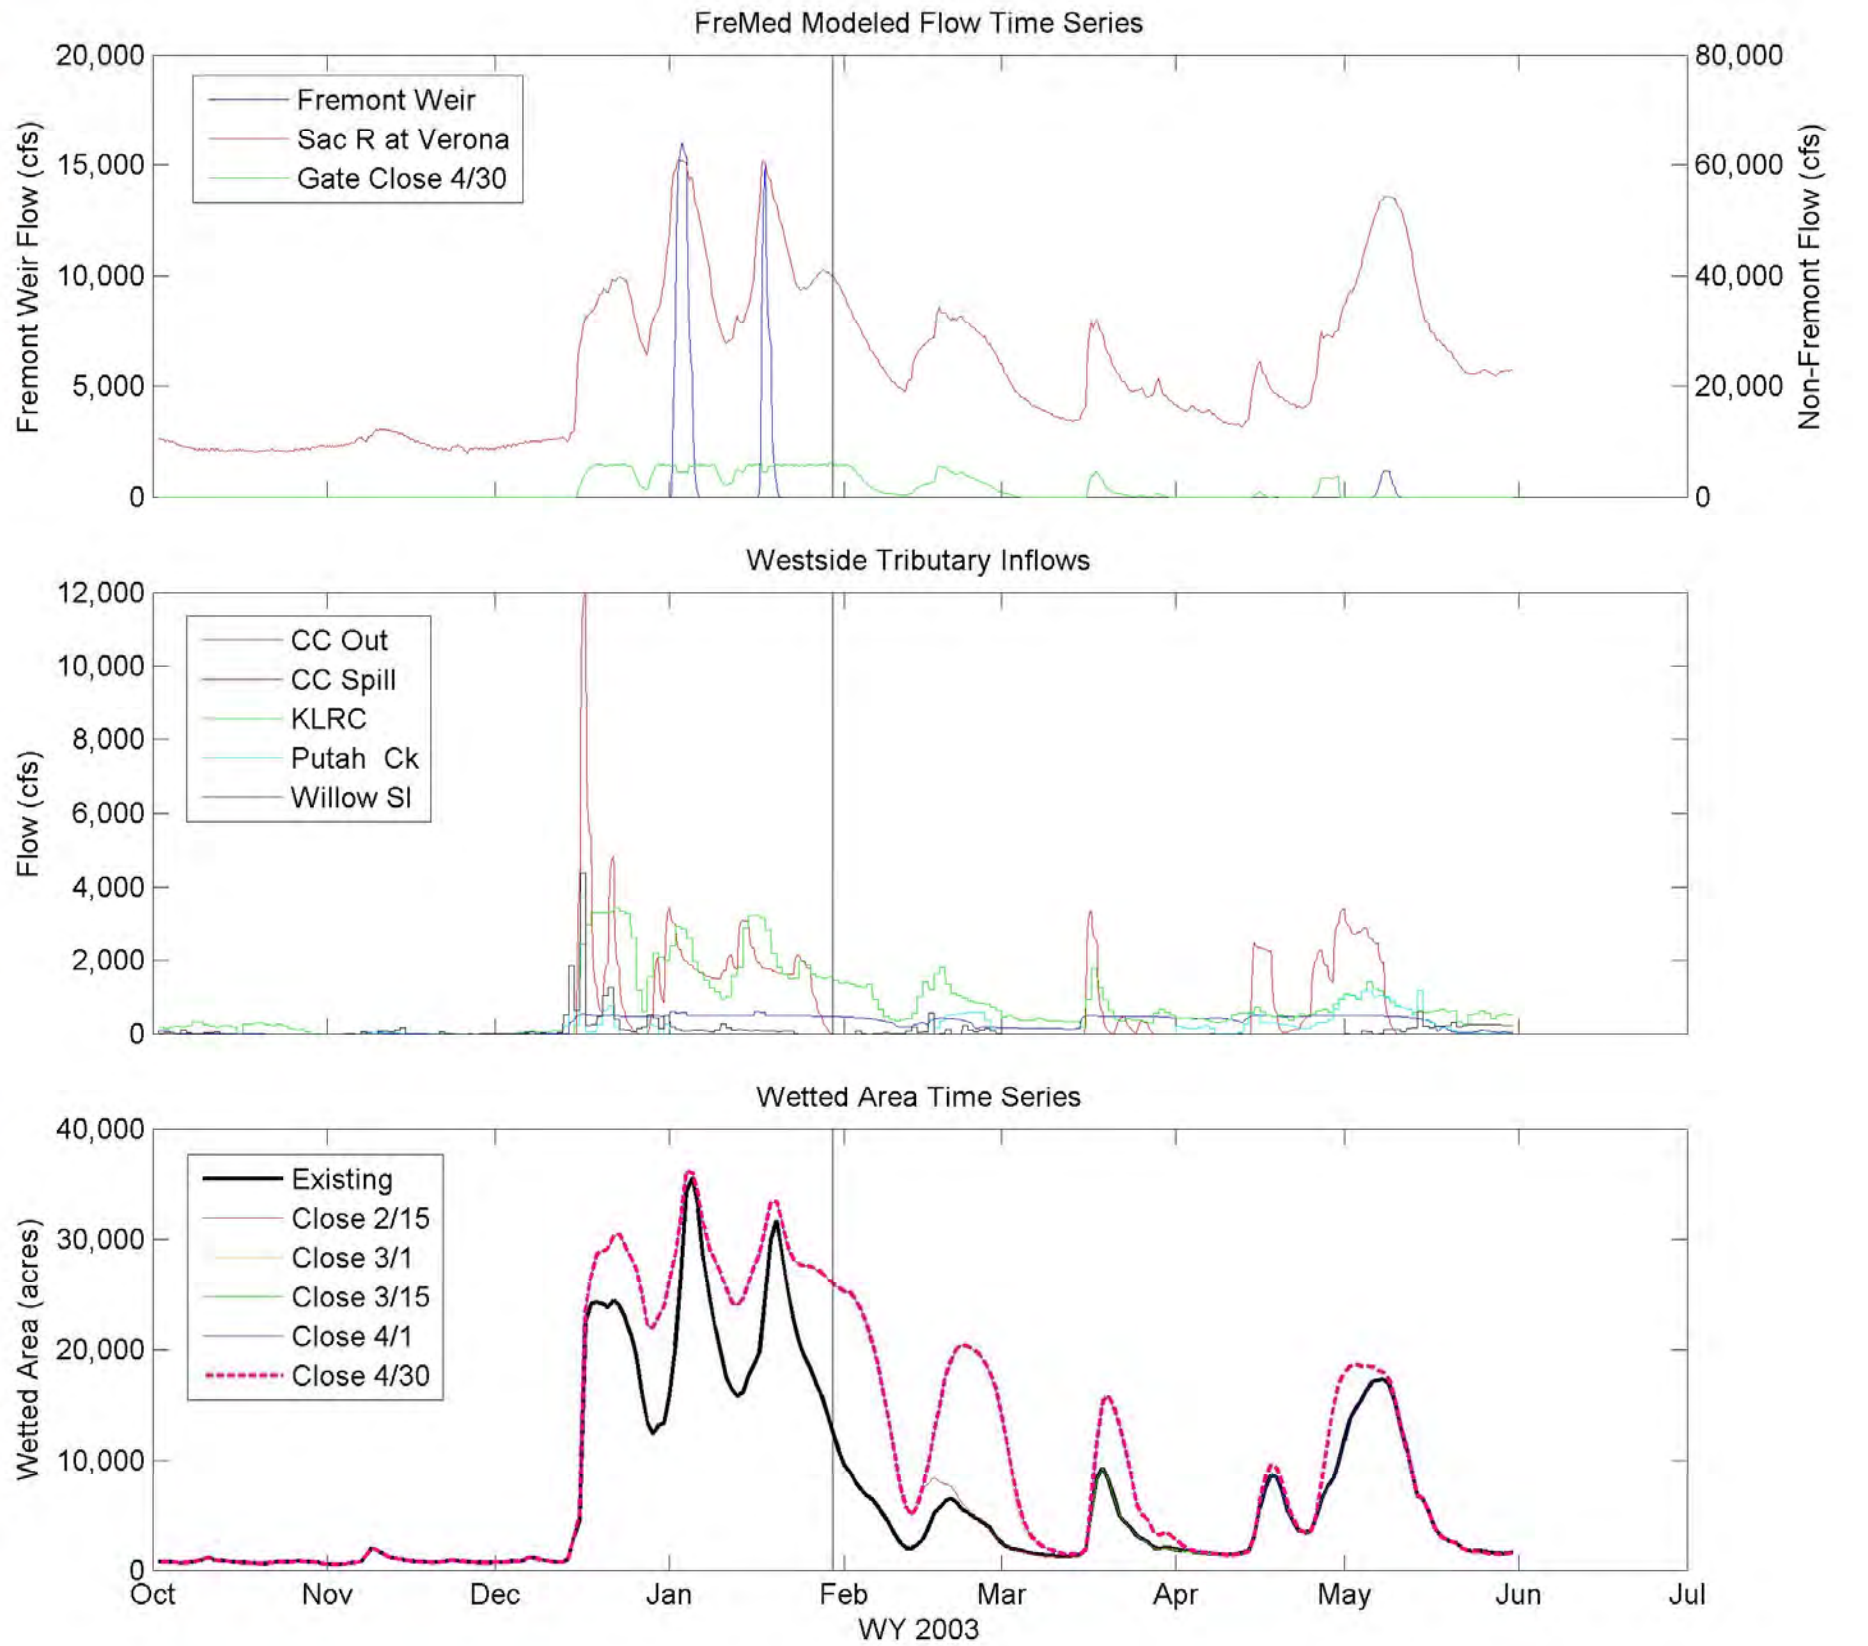 FreMed Modeled Flow Time Series
20,000
15,000
10,000
5,000
0
80,000
60,000
40,000
20,000
0
Fremont Weir Flow (cfs)
Non-Fremont Flow (cfs)
Fremont Weir
Sac R at Verona
Gate Close 4/30
Westside Tributary Inflows
12,000
10,000
8,000
6,000
4,000
2,000
0
Flow (cfs)
CC Out
CC Spill
KLRC
Putah Ck
Willow Sl
Wetted Area Time Series
40,000
30,000
20,000
10,000
0
Wetted Area (acres)
Existing
Close 2/15
Close 3/1
Close 3/15
Close 4/1
Close 4/30
Oct Nov Dec Jan Feb Mar Apr May Jun Jul
WY 2003